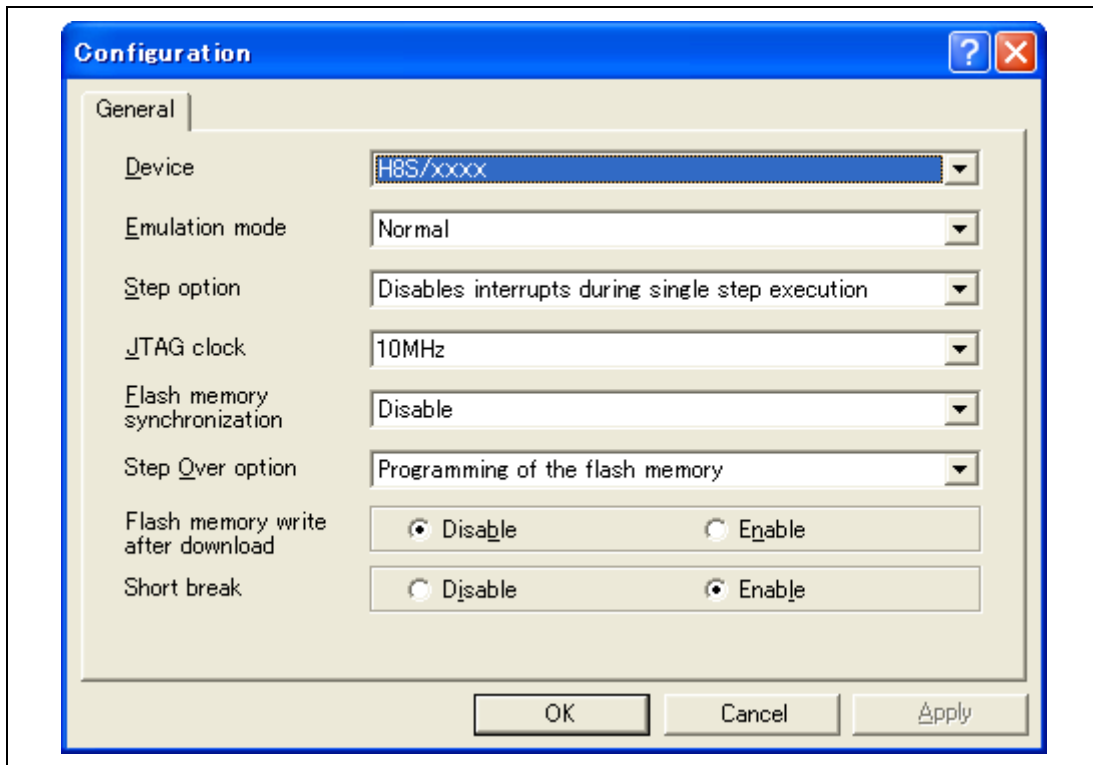 Configuration
General
Device H8S/xxxx
Emulation mode Normal
Step option Disables interrupts during single step execution
JTAG clock 10MHz
Flash memory
synchronization Disable
Step Over option Programming of the flash memory
Flash memory write
after download Disable Enable
Short break Disable Enable
OK Cancel Apply